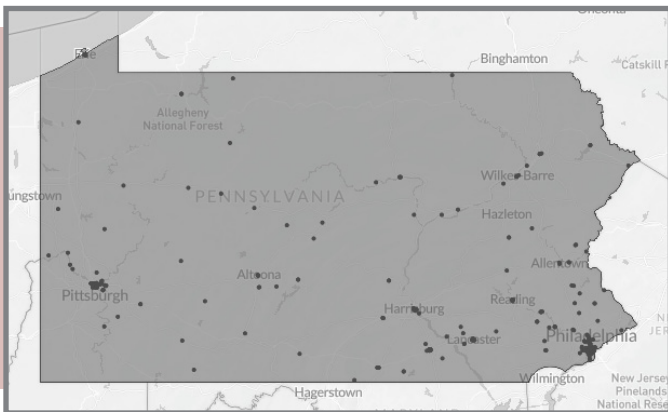 Oneonta
Erie
Binghamton
Catskill P
Allegheny
National Forest
Wilkes-Barre
ungstown
PENNSYLVANIA
Hazleton
Altoona
Allentown
Pittsburgh
Harrisburg
Reading
Lancaster
Philadelphia
N
JER
Wilmington
Hagerstown
New Jersey
Pinelands
National Rese